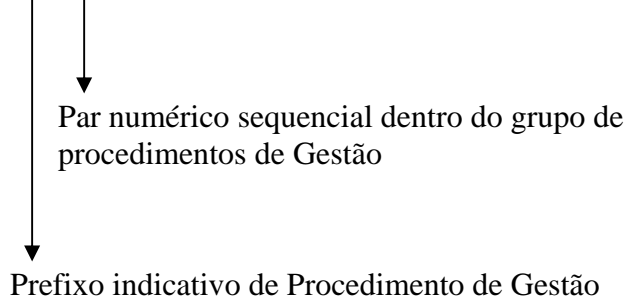 Par numérico sequencial dentro do grupo de
procedimentos de Gestão
Prefixo indicativo de Procedimento de Gestão